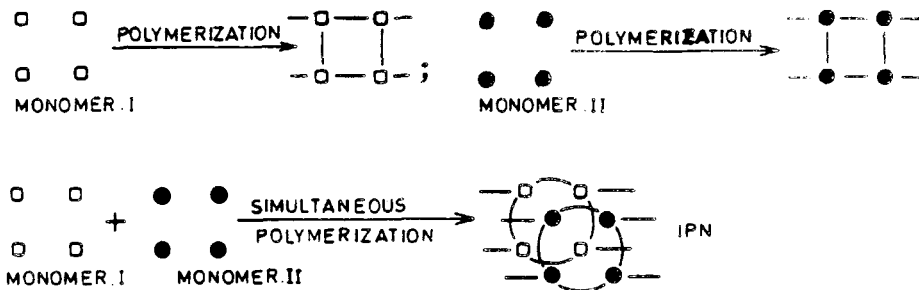 POLYMERIZATION
;
MONOMER.I
POLYMERIZATION
MONOMER.II
+
SIMULTANEOUS
POLYMERIZATION
IPN
MONOMER.I
MONOMER.II